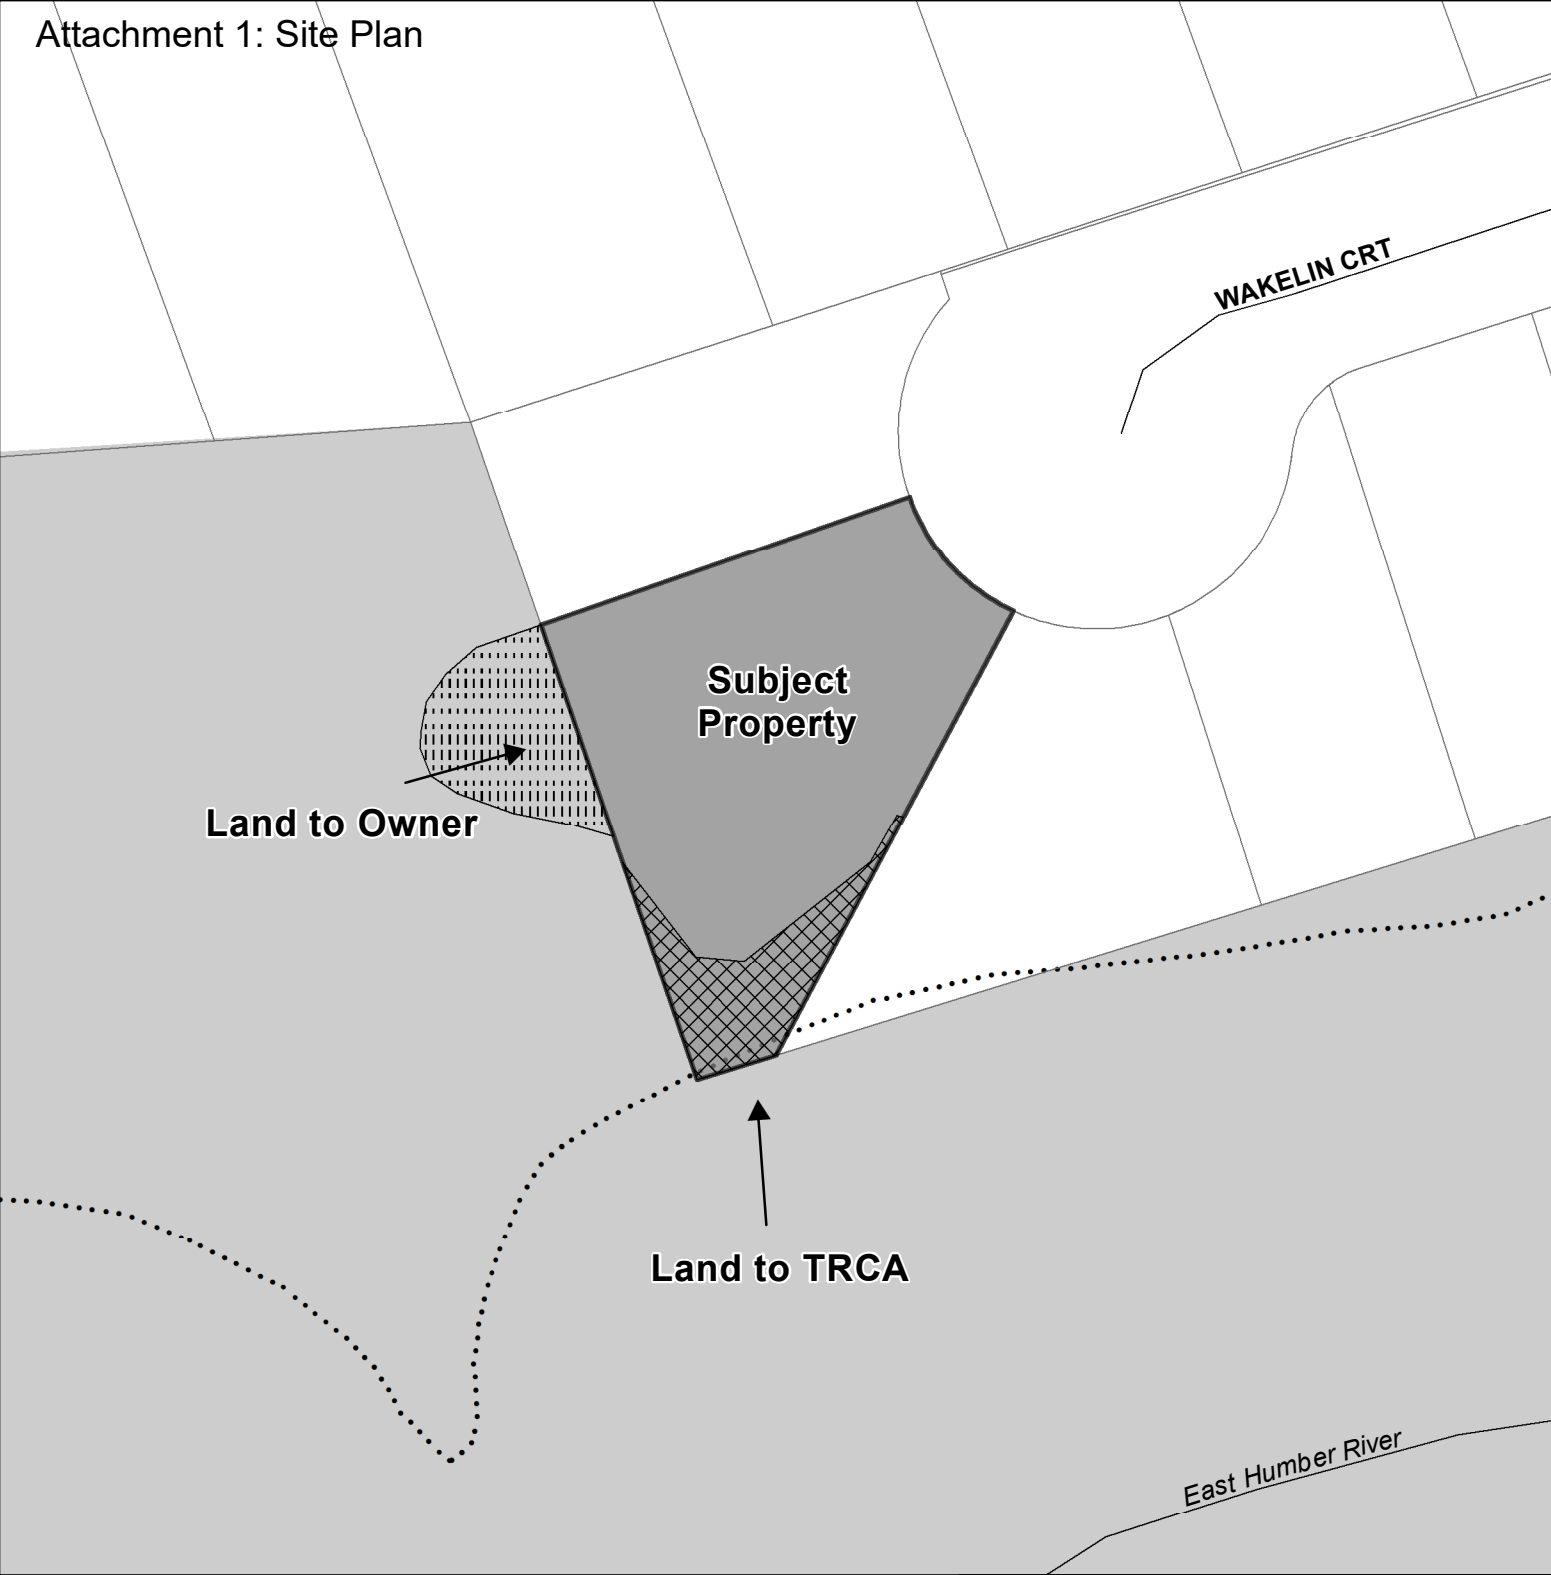 Attachment 1: Site Plan
WAKELIN CRT
Subject
Property
Land to Owner
Land to TRCA
East Humber River